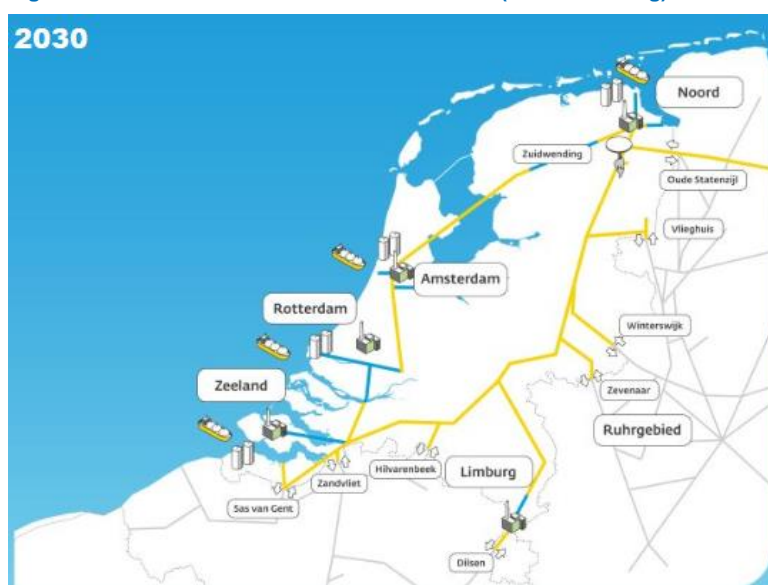 2030
Noord
Zuidwending
Oude Statenzijl
Vlieghuis
Amsterdam
Rotterdam
Winterswijk
Zeeland
Zevenaar
Ruhrgebied
Hilvarenbeek
Limburg
Zandvliet
Sas van Gent
Dilsen